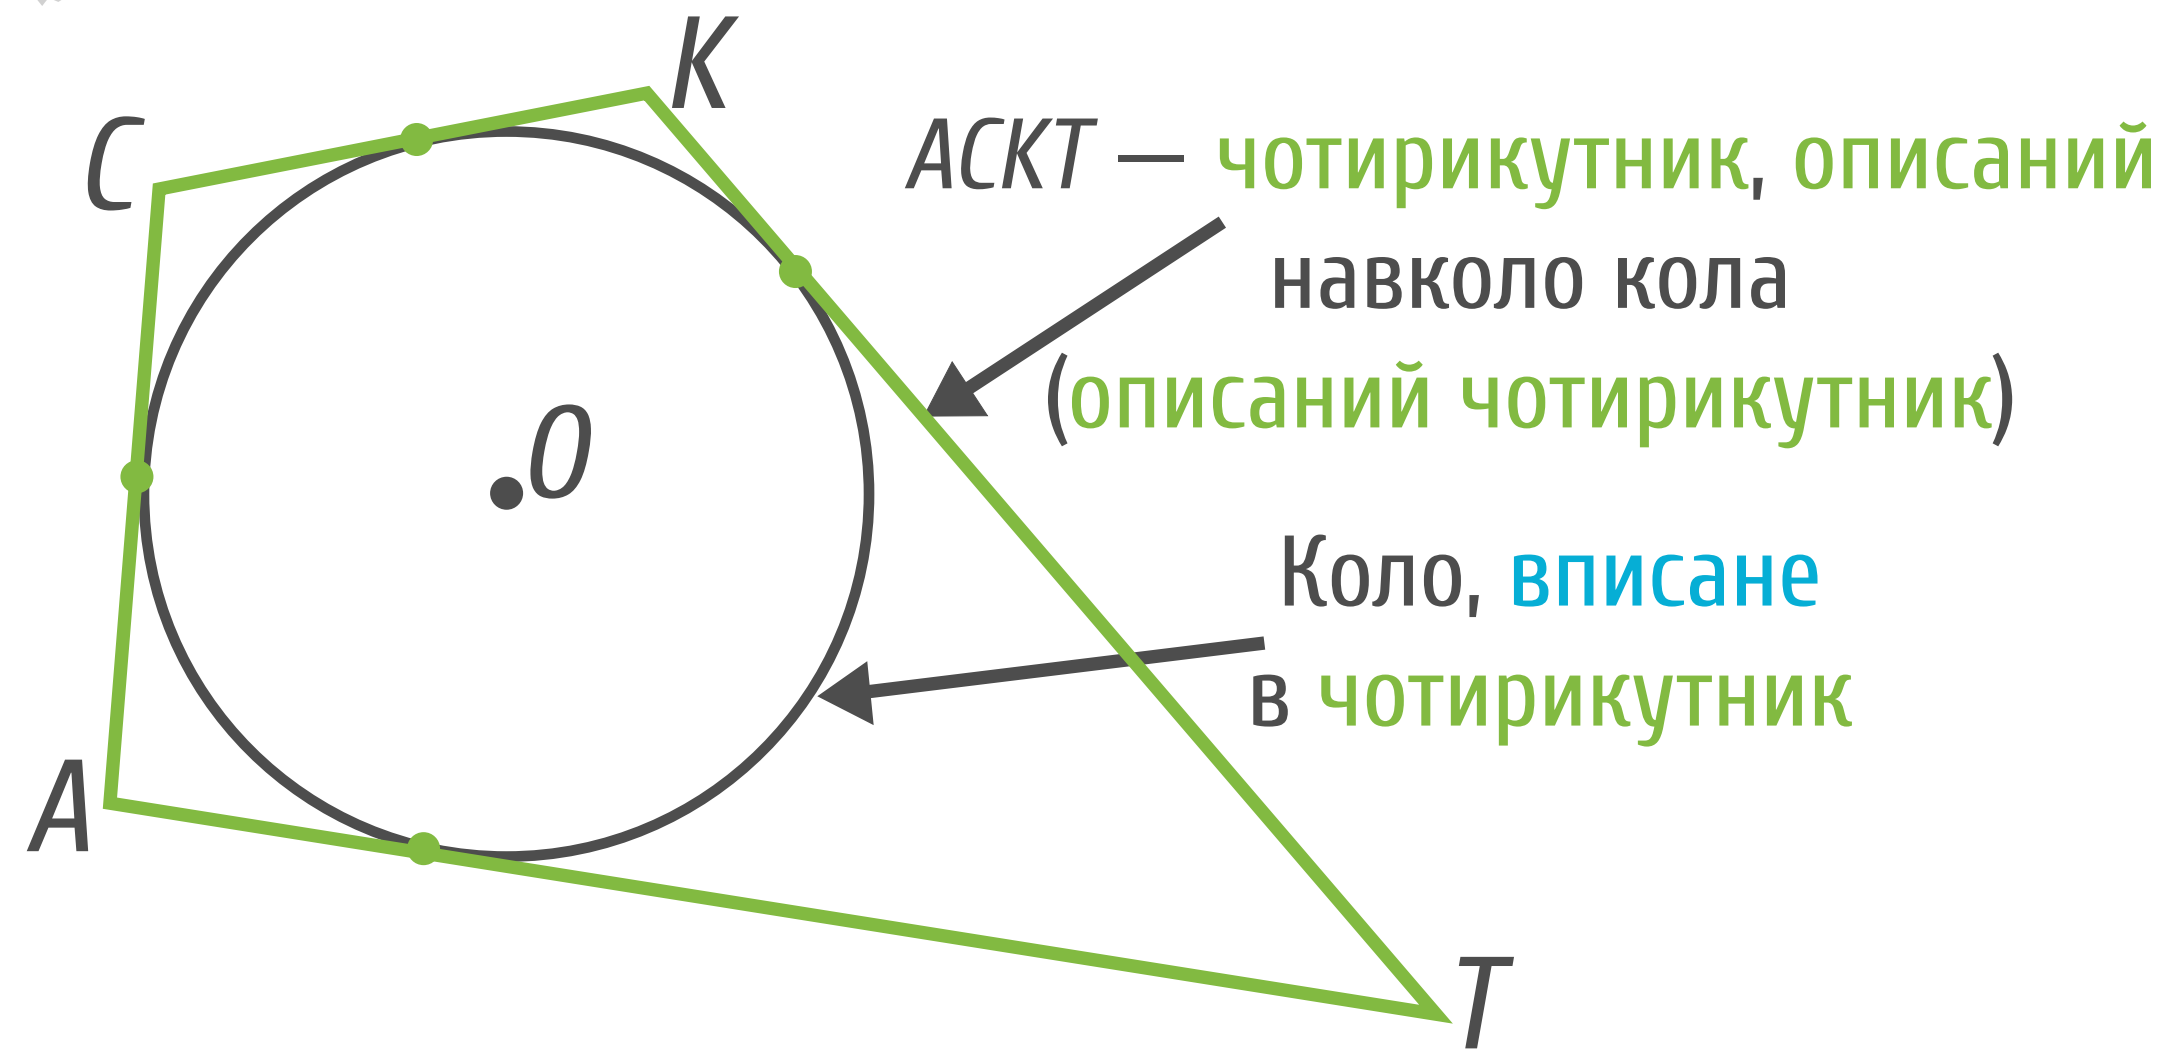 K
C
ACKT — чотирикутник, описаний
навколо кола
(описаний чотирикутник)
O
Коло, вписане
в чотирикутник
A
T